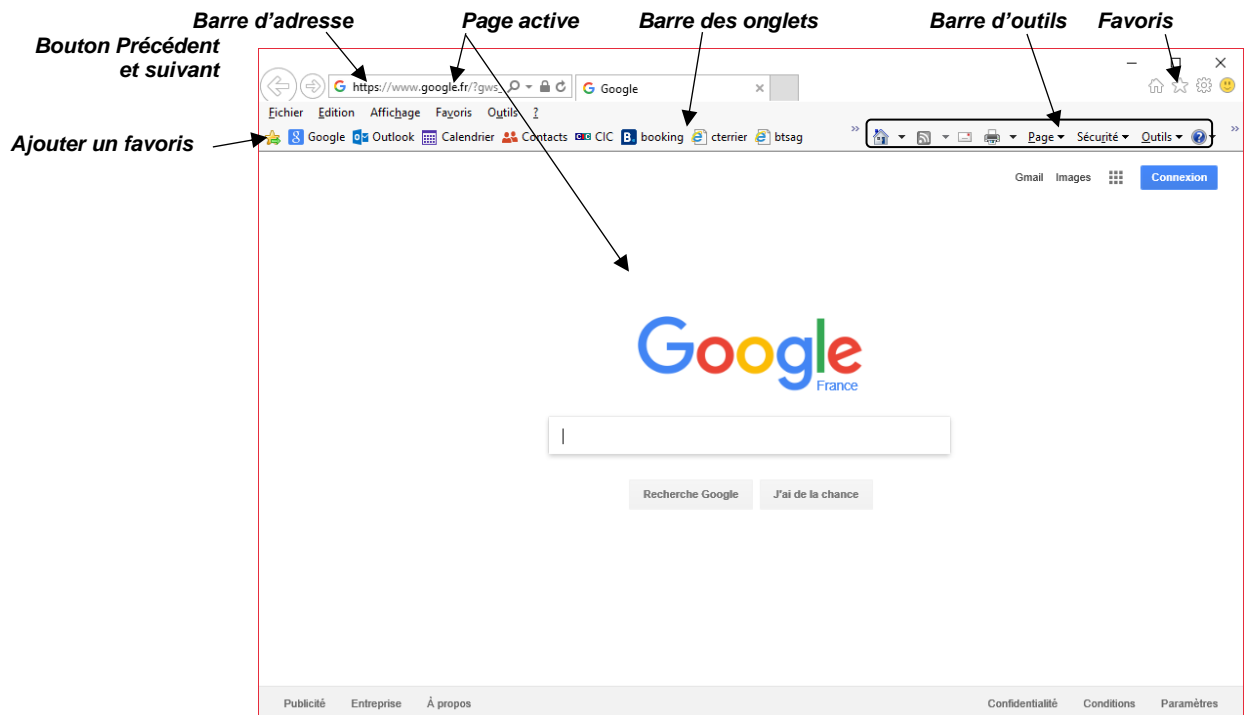 Barre d'adresse Page active Barre des onglets Barre d'outils Favoris
Bouton Précédent
et suivant
G https://www.google.fr/?gws_ G Google
Fichier Edition Affichage Favoris Outils ?
Ajouter un favoris
8 Google Outlook Calendrier Contacts CIC B. booking cterrier btsag » Page Sécurité Outils ? »
Gmail Images Connexion
Google
France
Recherche Google J'ai de la chance
Publicité Entreprise À propos Confidentialité Conditions Paramètres